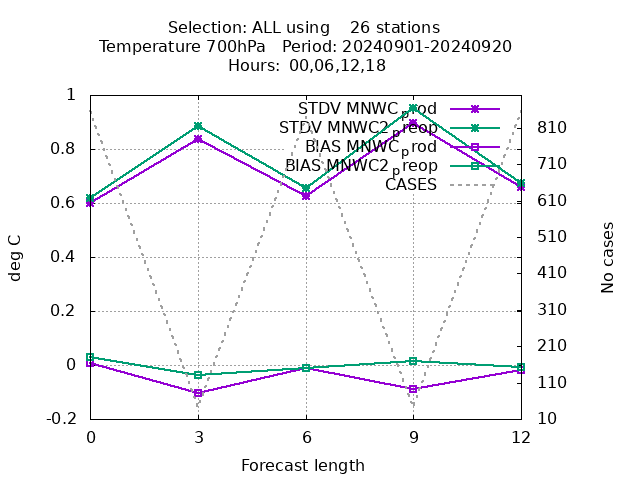 Selection: ALL using 26 stations
Temperature 700hPa Period: 20240901-20240920
Hours: 00,06,12,18
1
0.8
0.6
0.4
0.2
0
-0.2
deg C
0 3 6 9 12
Forecast length
810
710
610
510
410
310
210
110
10
No cases
STDV MNWC_prod
STDV MNWC2_preop
BIAS MNWC_prod
BIAS MNWC2_preop
CASES